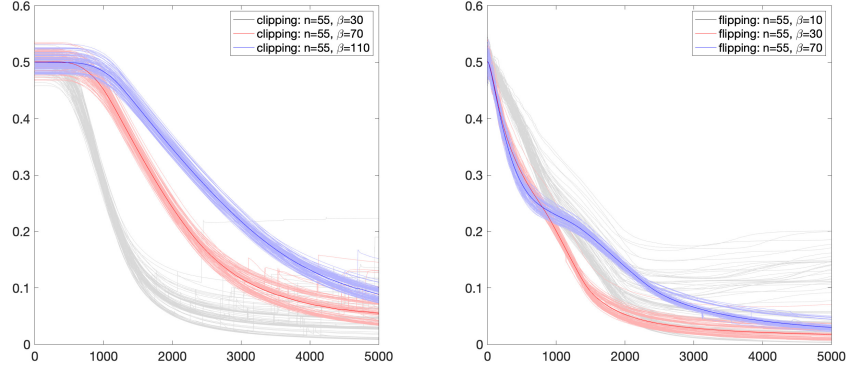 0.6
0.5
0.4
0.3
0.2
0.1
0
0 1000 2000 3000 4000 5000
clipping: n=55, β=30
clipping: n=55, β=70
clipping: n=55, β=110
0.6
0.5
0.4
0.3
0.2
0.1
0
0 1000 2000 3000 4000 5000
flipping: n=55, β=10
flipping: n=55, β=30
flipping: n=55, β=70